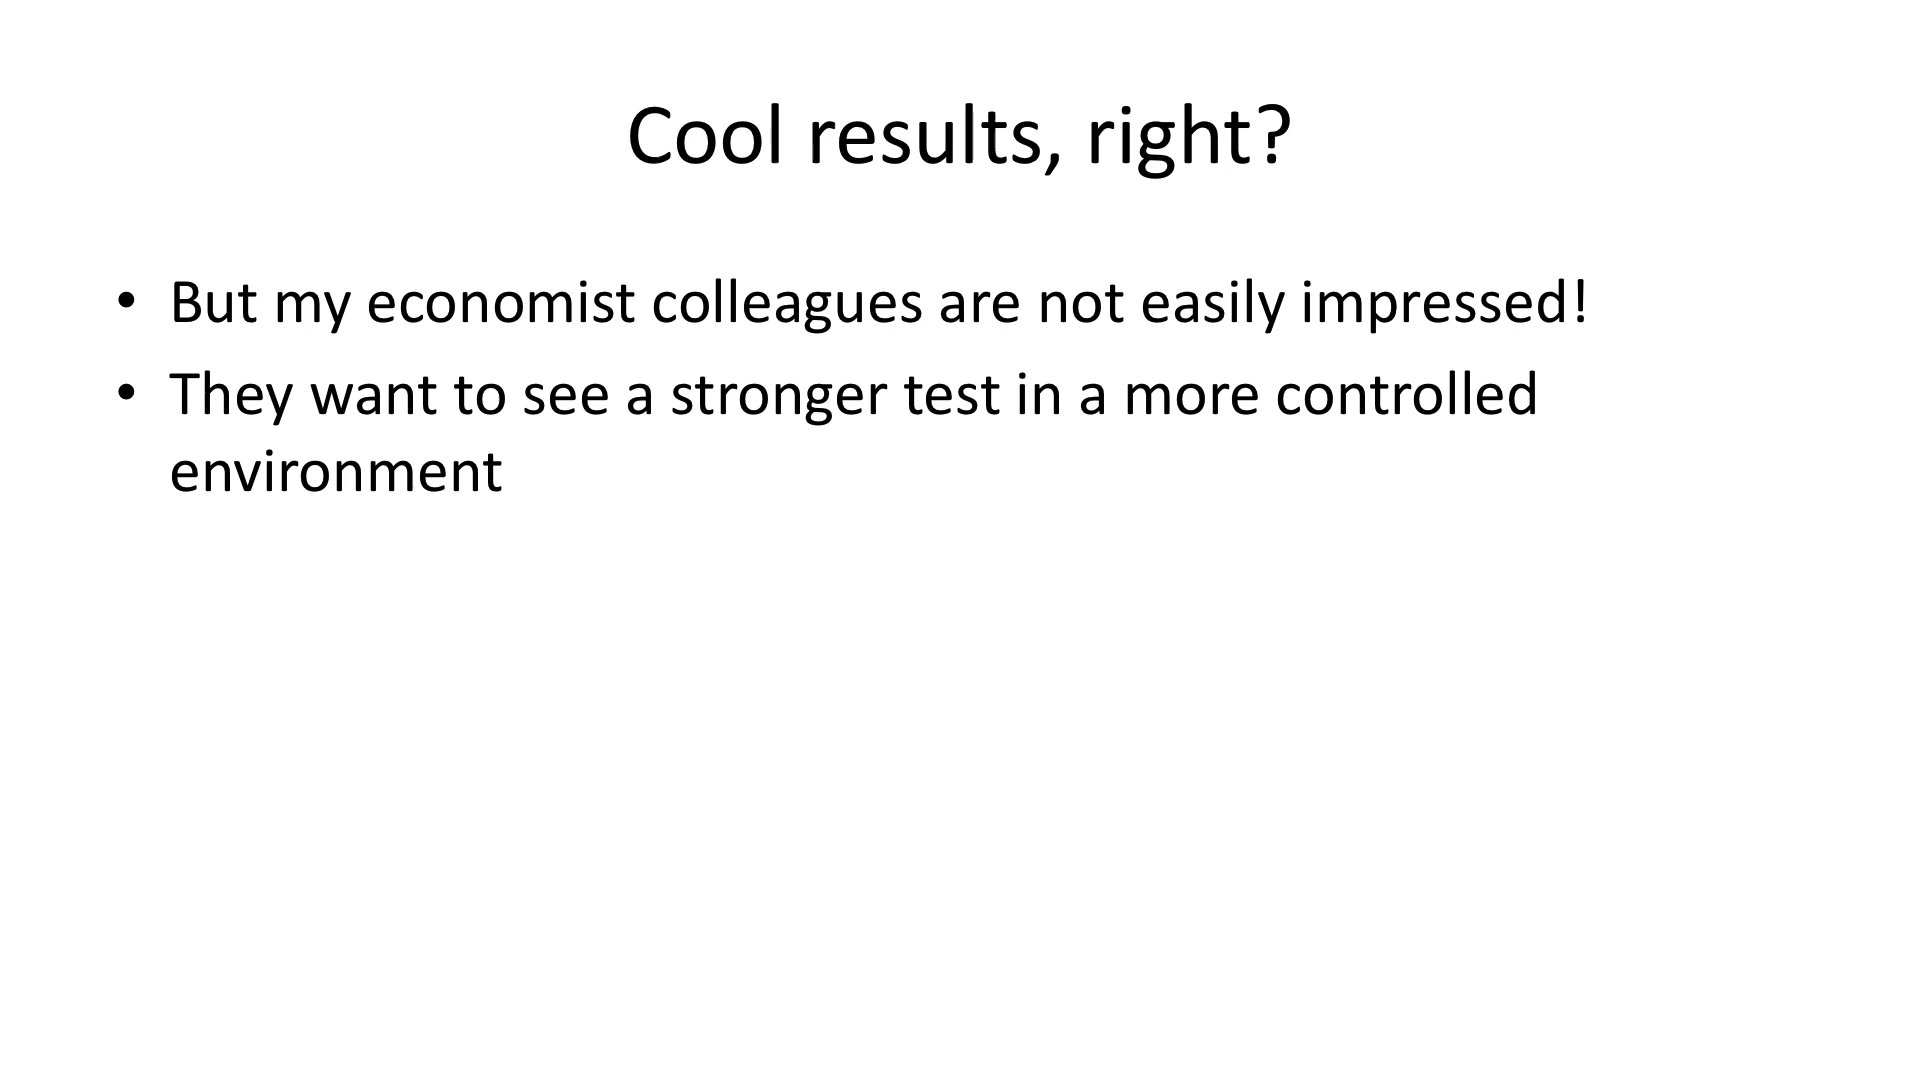 Cool results, right?
• But my economist colleagues are not easily impressed!
• They want to see a stronger test in a more controlled
environment